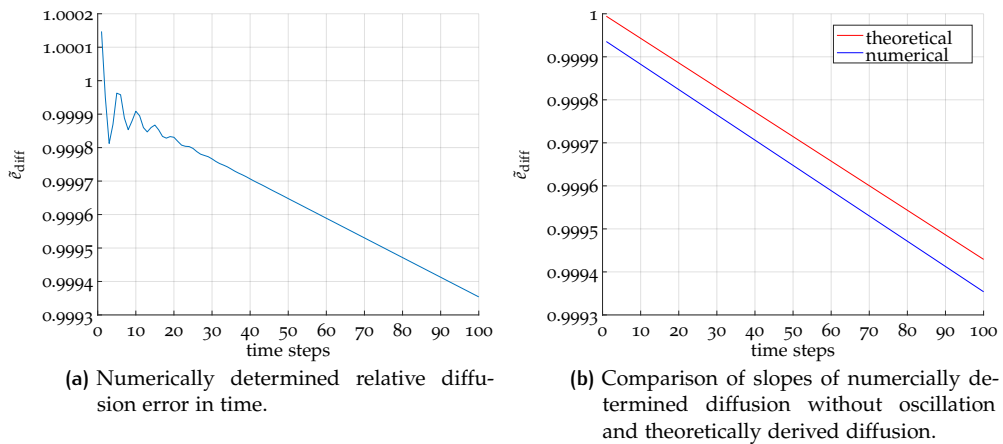 1.0002
1.0001
1
0.9999
0.9998
0.9997
0.9996
0.9995
0.9994
0.9993
ẽdiff
0 10 20 30 40 50 60 70 80 90 100
time steps
(a) Numerically determined relative diffu-
sion error in time.
1
0.9999
0.9998
0.9997
0.9996
0.9995
0.9994
0.9993
ẽdiff
theoretical
numerical
0 10 20 30 40 50 60 70 80 90 100
time steps
(b) Comparison of slopes of numercially de-
termined diffusion without oscillation
and theoretically derived diffusion.